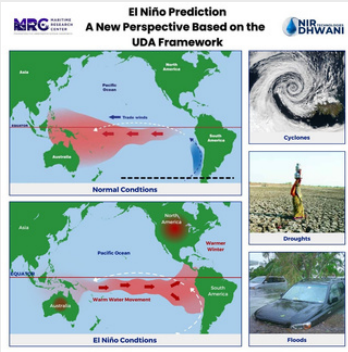 MRC MARITIME RESEARCH CENTER
El Niño Prediction
A New Perspective Based on the
UDA Framework
NIRDHWANI
Asia
North America
Pacific Ocean
Trade winds
EQUATOR
Australia
South America
Normal Condtions
Cyclones
Droughts
Asia
North America
Warmer Winter
Pacific Ocean
EQUATOR
Warm Water Movement
Australia
South America
El Niño Condtions
Floods